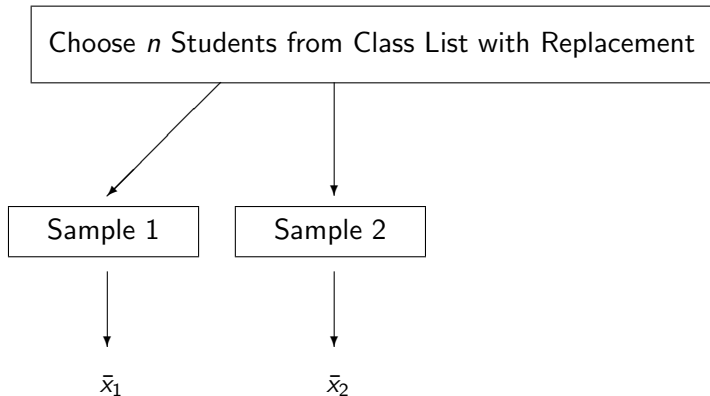 Choose n Students from Class List with Replacement
Sample 1 Sample 2
x̄₁ x̄₂